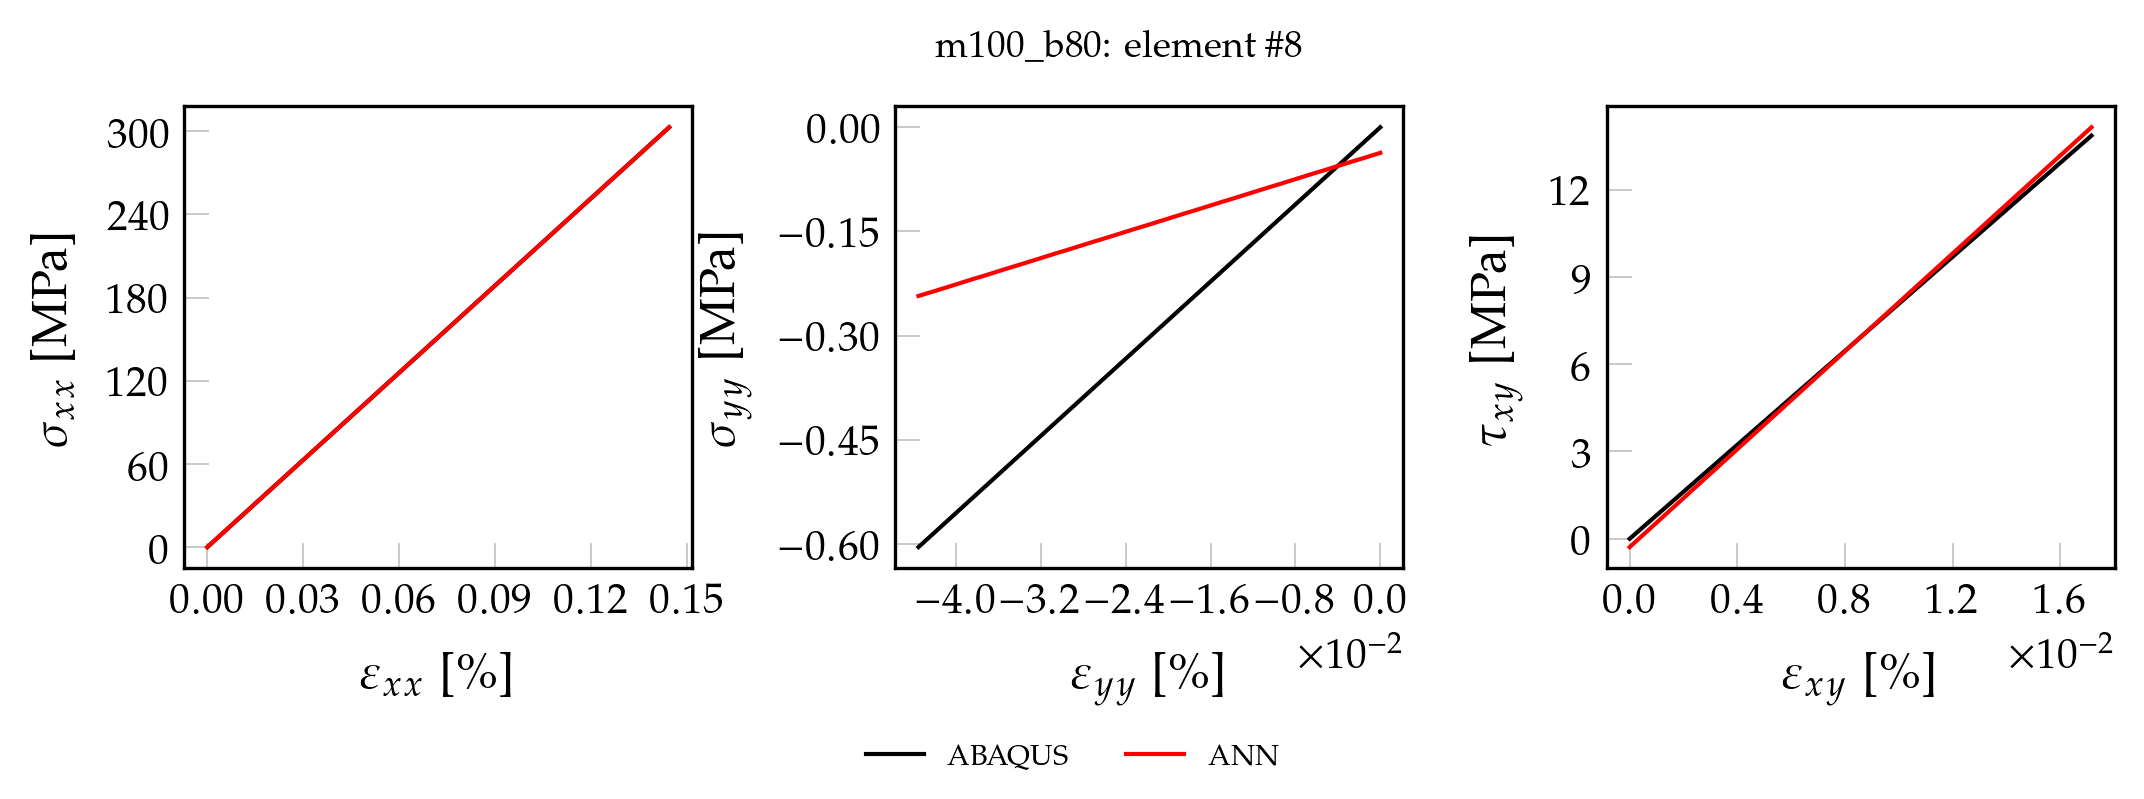 m100_b80: element #8
300
240
180
120
60
0
σxx [MPa]
0.00 0.03 0.06 0.09 0.12 0.15
εxx [%]
0.00
−0.15
−0.30
−0.45
−0.60
σyy [MPa]
−4.0 −3.2 −2.4 −1.6 −0.8 0.0
×10−2
εyy [%]
12
9
6
3
0
τxy [MPa]
0.0 0.4 0.8 1.2 1.6
×10−2
εxy [%]
ABAQUS ANN